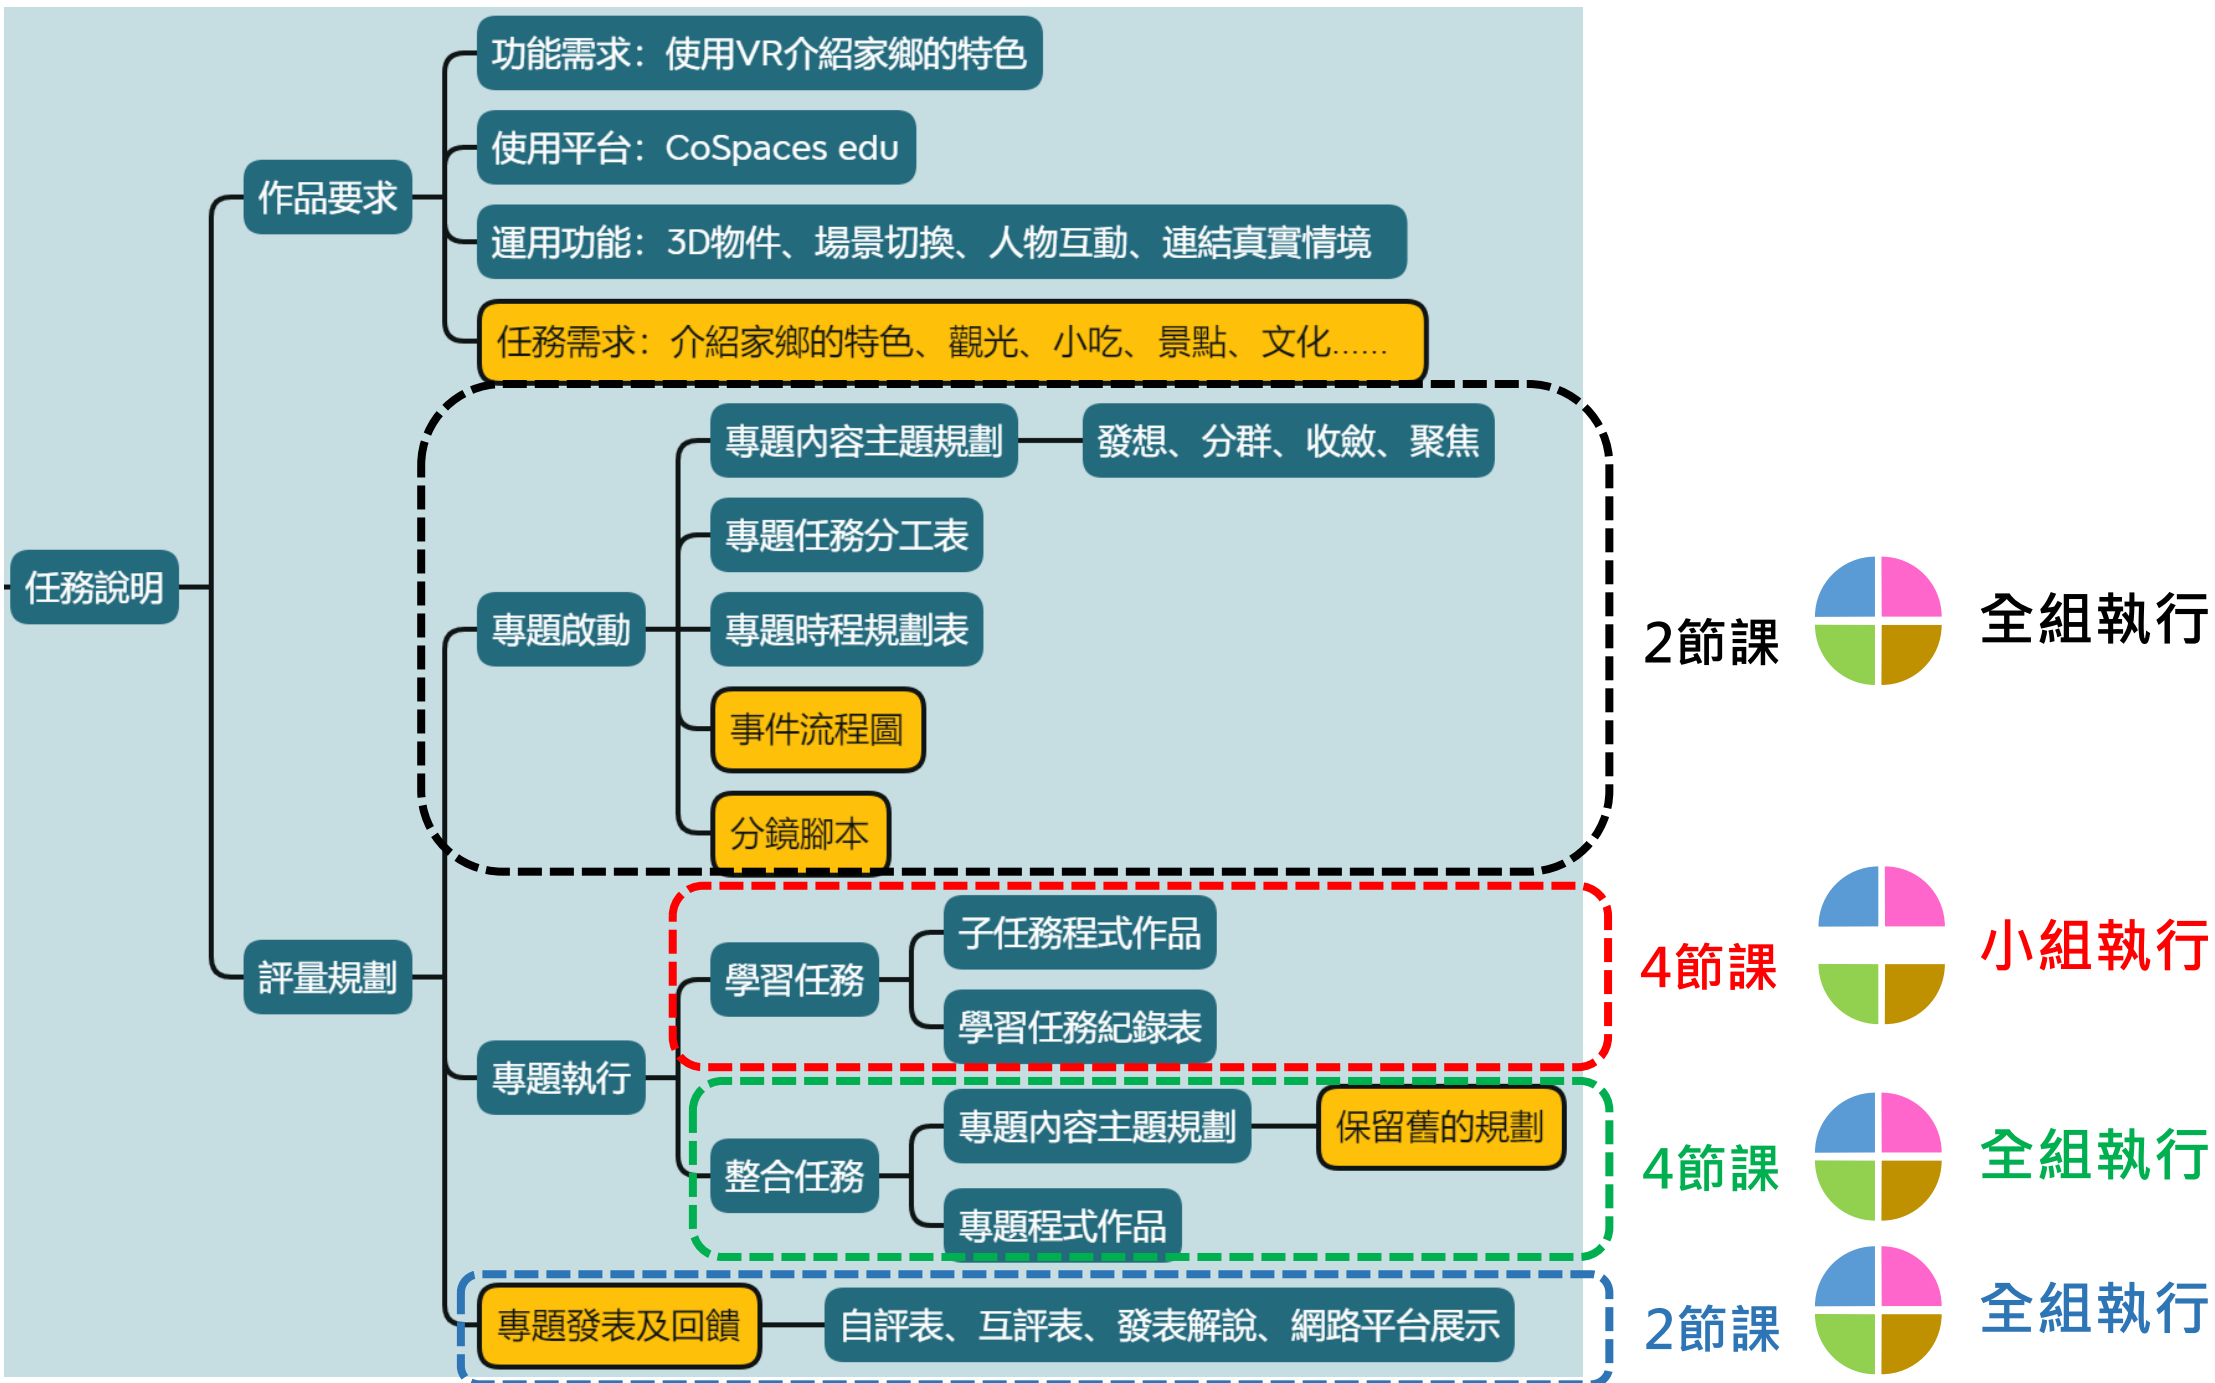 任務說明
作品要求
功能需求：使用VR介紹家鄉的特色
使用平台：CoSpaces edu
運用功能：3D物件、場景切換、人物互動、連結真實情境
任務需求：介紹家鄉的特色、觀光、小吃、景點、文化......
評量規劃
專題啟動
專題內容主題規劃
發想、分群、收斂、聚焦
專題任務分工表
專題時程規劃表
事件流程圖
分鏡腳本
2節課
全組執行
專題執行
學習任務
子任務程式作品
學習任務紀錄表
4節課
小組執行
整合任務
專題內容主題規劃
保留舊的規劃
專題程式作品
4節課
全組執行
專題發表及回饋
自評表、互評表、發表解說、網路平台展示
2節課
全組執行